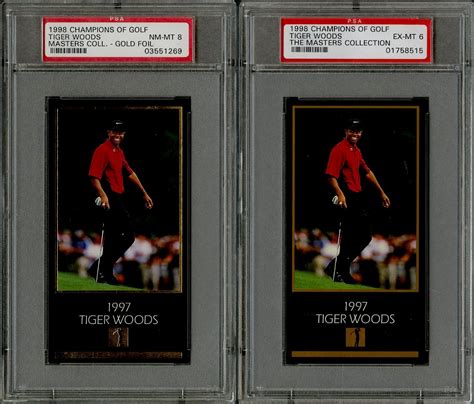 PSA
1998 CHAMPIONS OF GOLF
TIGER WOODS NM-MT 8
MASTERS COLL. - GOLD FOIL 03551269
1997
TIGER WOODS
PSA
1998 CHAMPIONS OF GOLF
TIGER WOODS EX-MT 6
THE MASTERS COLLECTION 01758515
1997
TIGER WOODS